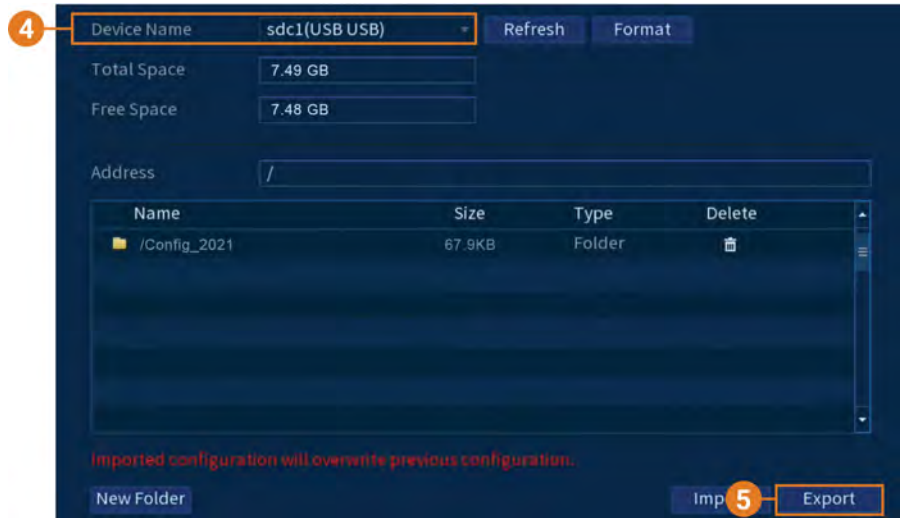 4 Device Name sdc1(USB USB) Refresh Format
Total Space 7.49 GB
Free Space 7.48 GB
Address /
Name Size Type Delete
/Config_2021 67.9KB Folder
Imported configuration will overwrite previous configuration.
New Folder Imp 5 Export